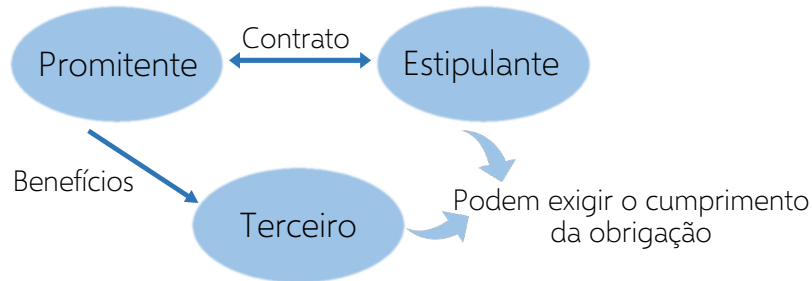 Contrato
Promitente
Estipulante
Benefícios
Terceiro
Podem exigir o cumprimento
da obrigação